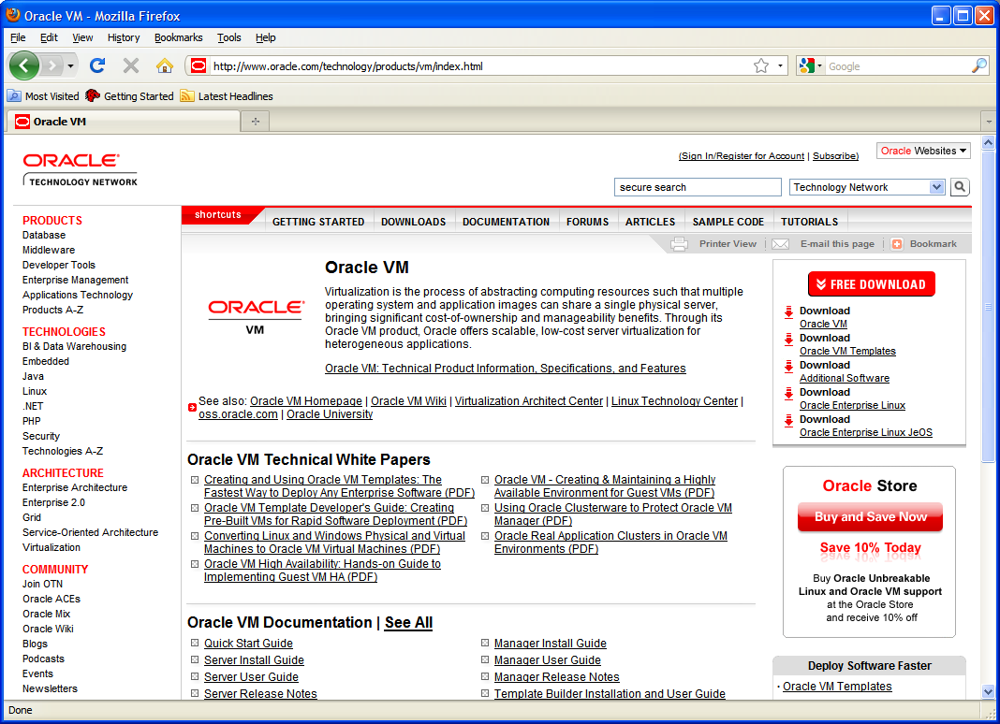 Oracle VM - Mozilla Firefox
File Edit View History Bookmarks Tools Help
http://www.oracle.com/technology/products/vm/index.html
Google
Most Visited Getting Started Latest Headlines
Oracle VM
ORACLE
TECHNOLOGY NETWORK
(Sign In/Register for Account | Subscribe)
Oracle Websites
secure search
Technology Network
PRODUCTS
Database
Middleware
Developer Tools
Enterprise Management
Applications Technology
Products A-Z
TECHNOLOGIES
BI & Data Warehousing
Embedded
Java
Linux
.NET
PHP
Security
Technologies A-Z
ARCHITECTURE
Enterprise Architecture
Enterprise 2.0
Grid
Service-Oriented Architecture
Virtualization
COMMUNITY
Join OTN
Oracle ACEs
Oracle Mix
Oracle Wiki
Blogs
Podcasts
Events
Newsletters
shortcuts
GETTING STARTED DOWNLOADS DOCUMENTATION FORUMS ARTICLES SAMPLE CODE TUTORIALS
Printer View E-mail this page Bookmark
ORACLE
VM
Oracle VM
Virtualization is the process of abstracting computing resources such that multiple
operating system and application images can share a single physical server,
bringing significant cost-of-ownership and manageability benefits. Through its
Oracle VM product, Oracle offers scalable, low-cost server virtualization for
heterogeneous applications.
Oracle VM: Technical Product Information, Specifications, and Features
See also: Oracle VM Homepage | Oracle VM Wiki | Virtualization Architect Center | Linux Technology Center |
oss.oracle.com | Oracle University
Oracle VM Technical White Papers
Creating and Using Oracle VM Templates: The
Fastest Way to Deploy Any Enterprise Software (PDF)
Oracle VM Template Developer's Guide: Creating
Pre-Built VMs for Rapid Software Deployment (PDF)
Converting Linux and Windows Physical and Virtual
Machines to Oracle VM Virtual Machines (PDF)
Oracle VM High Availability: Hands-on Guide to
Implementing Guest VM HA (PDF)
Oracle VM - Creating & Maintaining a Highly
Available Environment for Guest VMs (PDF)
Using Oracle Clusterware to Protect Oracle VM
Manager (PDF)
Oracle Real Application Clusters in Oracle VM
Environments (PDF)
Oracle VM Documentation | See All
Quick Start Guide
Server Install Guide
Server User Guide
Server Release Notes
Manager Install Guide
Manager User Guide
Manager Release Notes
Template Builder Installation and User Guide
FREE DOWNLOAD
Download
Oracle VM
Download
Oracle VM Templates
Download
Additional Software
Download
Oracle Enterprise Linux
Download
Oracle Enterprise Linux JeOS
Oracle Store
Buy and Save Now
Save 10% Today
Buy Oracle Unbreakable
Linux and Oracle VM support
at the Oracle Store
and receive 10% off
Deploy Software Faster
· Oracle VM Templates
Done